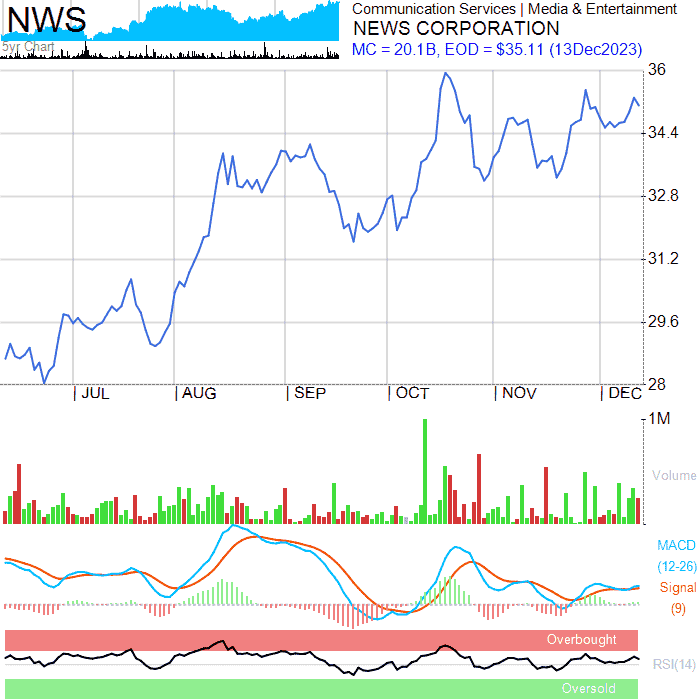 NWS
5yr Chart
Communication Services | Media & Entertainment
NEWS CORPORATION
MC = 20.1B, EOD = $35.11 (13Dec2023)
36
34.4
32.8
31.2
29.6
28
| JUL | AUG | SEP | OCT | NOV | DEC
1M
Volume
MACD
(12-26)
Signal
(9)
Overbought
RSI(14)
Oversold